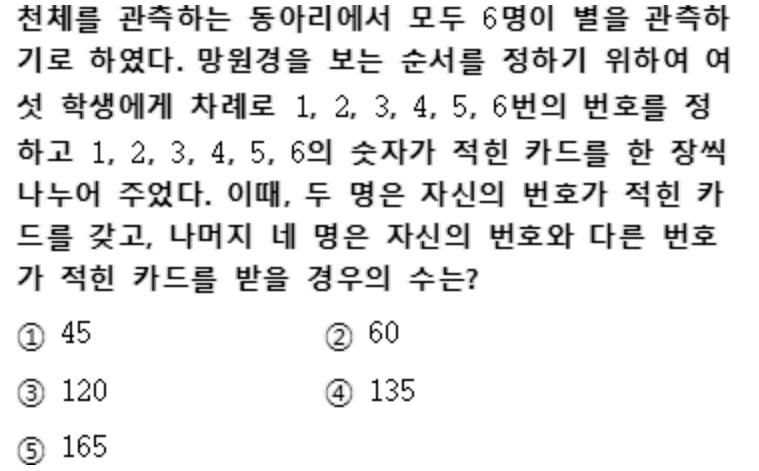 천체를 관측하는 동아리에서 모두 6명이 별을 관측하
기로 하였다. 망원경을 보는 순서를 정하기 위하여 여
섯 학생에게 차례로 1, 2, 3, 4, 5, 6번의 번호를 정
하고 1, 2, 3, 4, 5, 6의 숫자가 적힌 카드를 한 장씩
나누어 주었다. 이때, 두 명은 자신의 번호가 적힌 카
드를 갖고, 나머지 네 명은 자신의 번호와 다른 번호
가 적힌 카드를 받을 경우의 수는?
① 45 ② 60
③ 120 ④ 135
⑤ 165